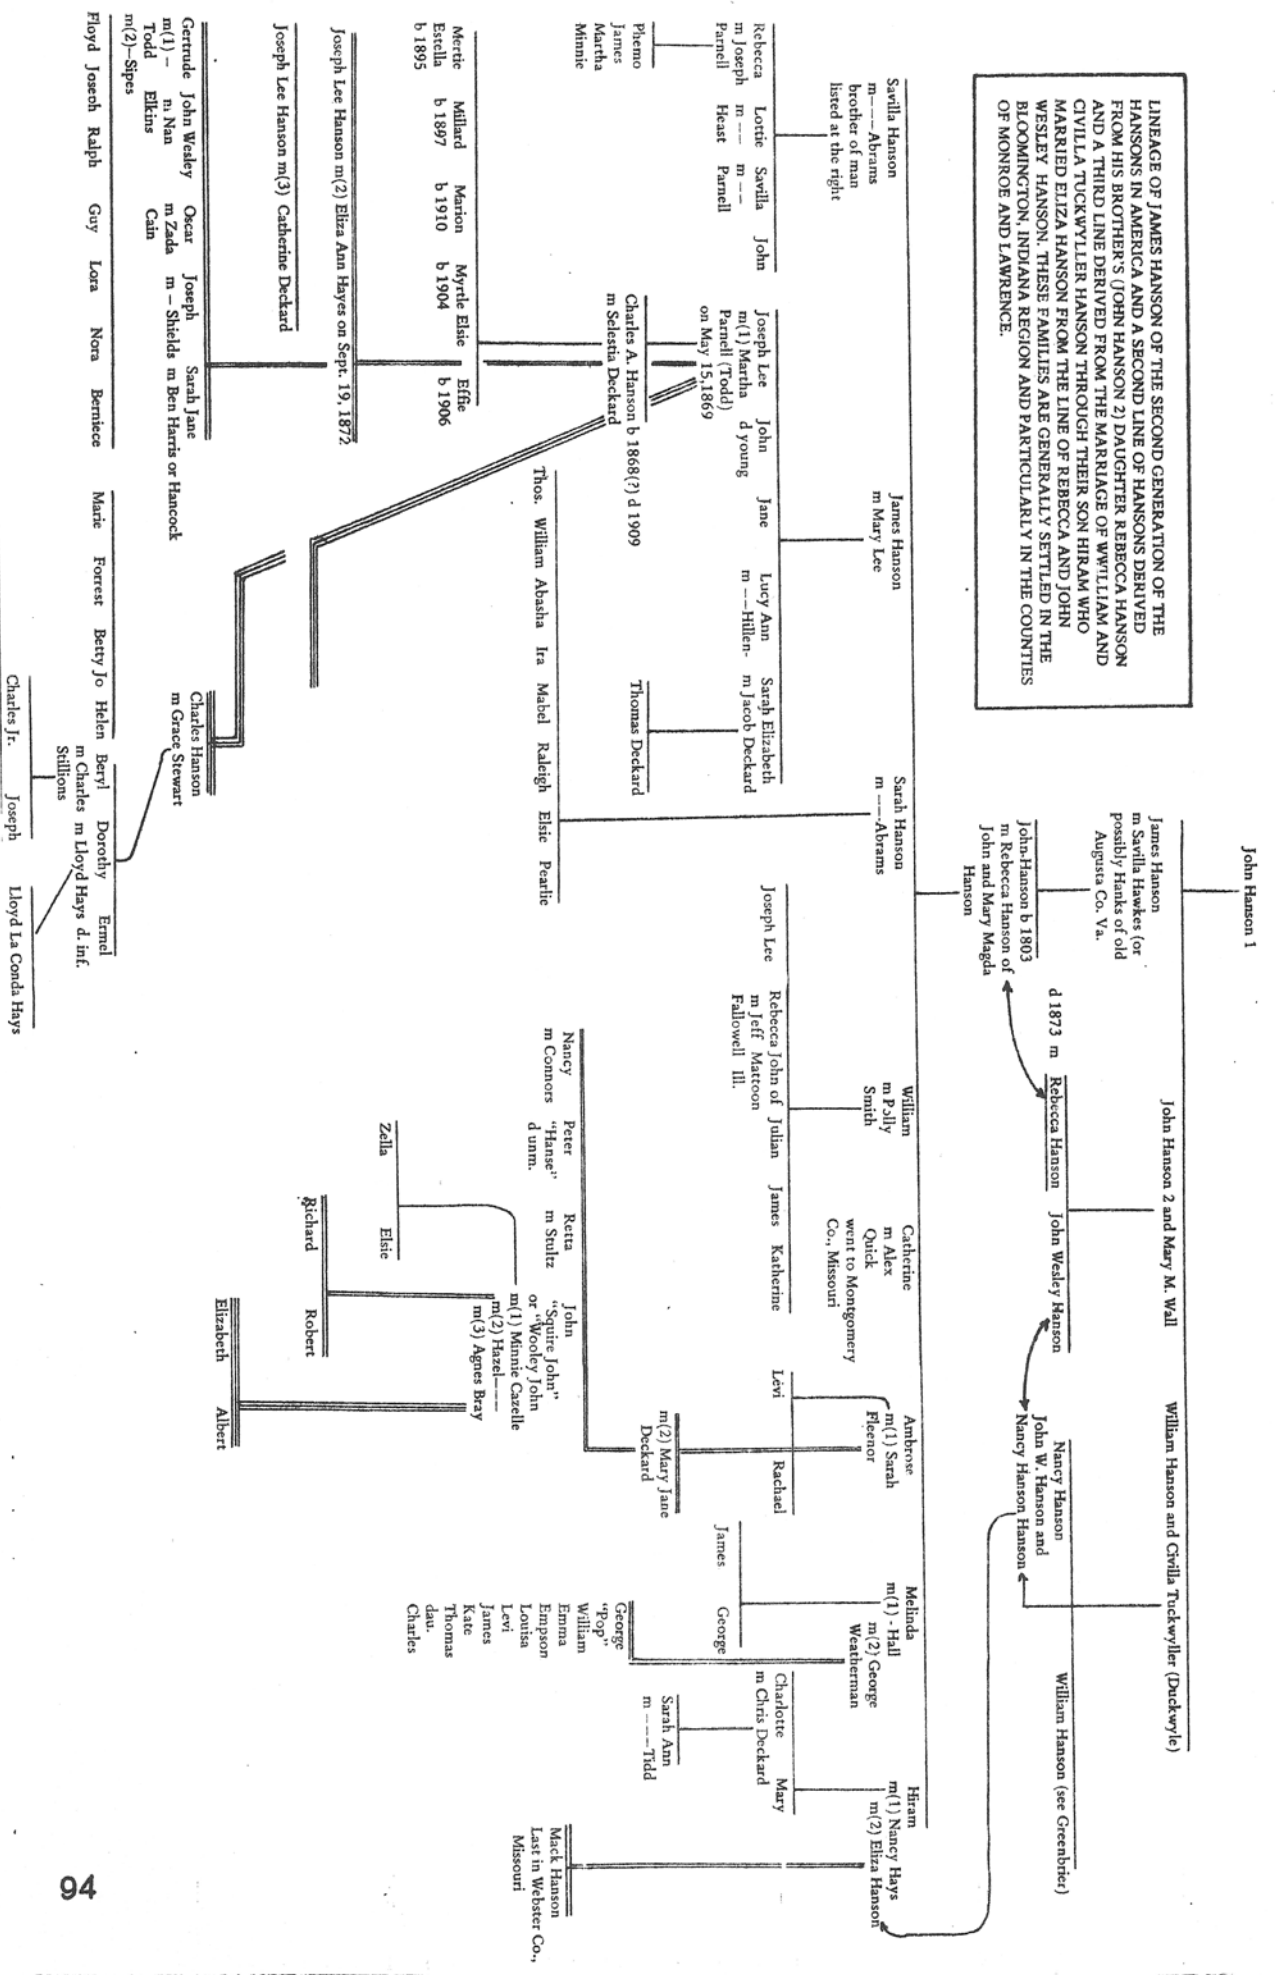 John Hanson 1
James Hanson
m Savilla Hawkes (or
possibly Hanks of old
Augusta Co. Va.
John Hanson 2 and Mary M. Wall
William Hanson and Civilla Tuckwyller (Duckwyle)
LINEAGE OF JAMES HANSON OF THE SECOND GENERATION OF THE
HANSONS IN AMERICA AND A SECOND LINE OF HANSONS DERIVED
FROM HIS BROTHER'S (JOHN HANSON 2) DAUGHTER REBECCA HANSON
AND A THIRD LINE DERIVED FROM THE MARRIAGE OF WWILLIAM AND
CIVILLA TUCKWYLLER HANSON THROUGH THEIR SON HIRAM WHO
MARRIED ELIZA HANSON FROM THE LINE OF REBECCA AND JOHN
WESLEY HANSON. THESE FAMILIES ARE GENERALLY SETTLED IN THE
BLOOMINGTON, INDIANA REGION AND PARTICULARLY IN THE COUNTIES
OF MONROE AND LAWRENCE.
John-Hanson b 1803
m Rebecca Hanson of
John and Mary Magda
Hanson
d 1873 m
Rebecca Hanson
John Wesley Hanson
Nancy Hanson
John W. Hanson and
Nancy Hanson Hanson
William Hanson (see Greenbrier)
Savilla Hanson
m---Abrams
brother of man
listed at the right
James Hanson
m Mary Lee
Sarah Hanson
m ----Abrams
William
m Polly
Smith
Catherine
m Alex
Quick
went to Montgomery
Co., Missouri
Ambrose
m(1) Sarah
Fleenor
Melinda
m(1) - Hall
m(2) George
Weatherman
Hiram
m(1) Nancy Hays
m(2) Eliza Hanson
Rebecca Lottie Savilla John
m Joseph m -- m --
Parnell Heast Parnell
Phemo
James
Martha
Minnie
Joseph Lee John Jane Lucy Ann Sarah Elizabeth
m(1) Martha d young m --Hillen- m Jacob Deckard
Parnell (Todd)
on May 15,1869
Thomas Deckard
Joseph Lee Rebecca John of Julian James Katherine
m Jeff Mattoon
Fallowell Ill.
Levi Rachael
m(2) Mary Jane
Deckard
James George
George
"Pop"
William
Emma
Empson
Louisa
Levi
James
Kate
Thomas
dau.
Charles
Charlotte Mary
m Chris Deckard
Sarah Ann
m ---Tidd
Mack Hanson
Last in Webster Co.,
Missouri
Charles A. Hanson b 1868(?) d 1909
m Selestia Deckard
Thos. William Abasha Ira Mabel Raleigh Elsie Pearlie
Nancy Peter Retta John
m Connors "Hanse" m Stultz "Squire John"
d unm. or "Wooley John
m(1) Minnie Cazelle
m(2) Hazel---
m(3) Agnes Bray
Zella Elsie
Richard Robert
Elizabeth Albert
Mertie Millard Marion Myrtle Elsie Effie
Estella b 1897 b 1910 b 1904 b 1906
b 1895
Joseph Lee Hanson m(2) Eliza Ann Hayes on Sept. 19, 1872
Joseph Lee Hanson m(3) Catherine Deckard
Gertrude John Wesley Oscar Joseph Sarah Jane
m(1) - m Nan m Zada m - Shields m Ben Harris or Hancock
Todd Elkins Cain
m(2)-Sipes
Charles Hanson
m Grace Stewart
Floyd Joseph Ralph Guy Lora Nora Berniece
Marie Forrest Betty Jo Helen
Beryl Dorothy Ermel
m Charles m Lloyd Hays d. inf.
Stillions
Charles Jr. Joseph
Lloyd La Conda Hays
94